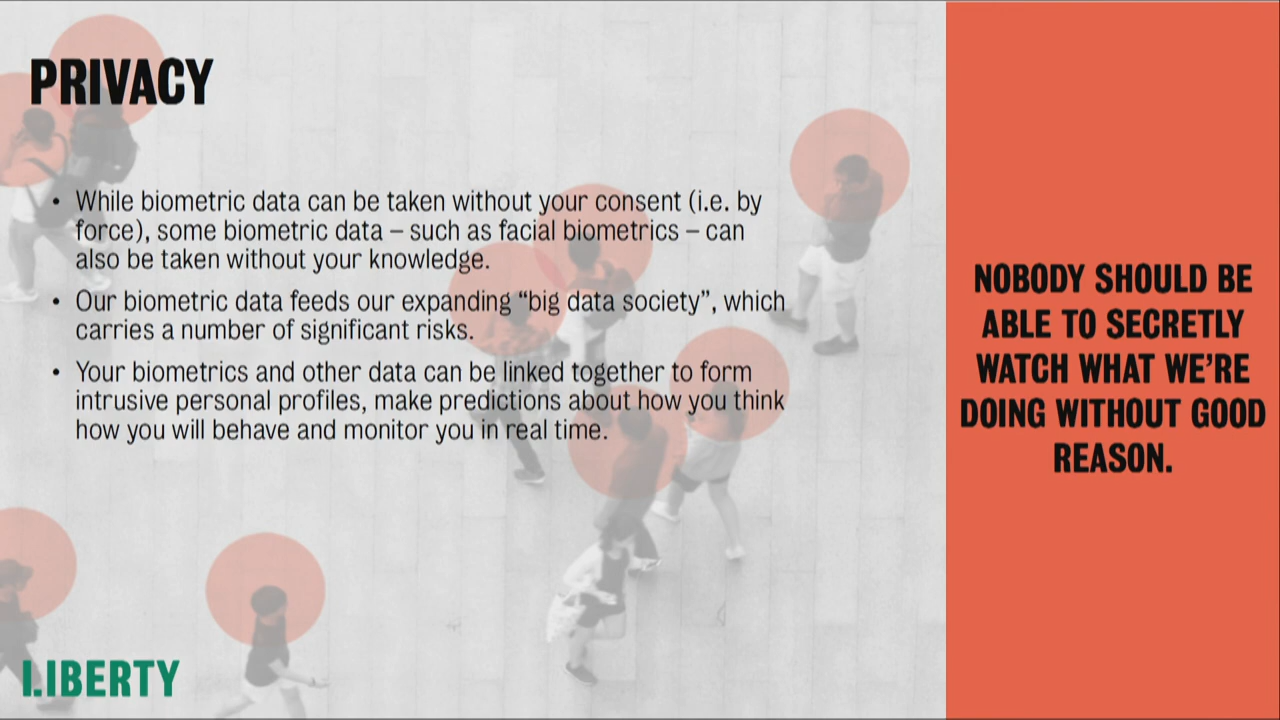 PRIVACY
• While biometric data can be taken without your consent (i.e. by
force), some biometric data – such as facial biometrics – can
also be taken without your knowledge.
• Our biometric data feeds our expanding “big data society”, which
carries a number of significant risks.
• Your biometrics and other data can be linked together to form
intrusive personal profiles, make predictions about how you think
how you will behave and monitor you in real time.
NOBODY SHOULD BE
ABLE TO SECRETLY
WATCH WHAT WE’RE
DOING WITHOUT GOOD
REASON.
LIBERTY